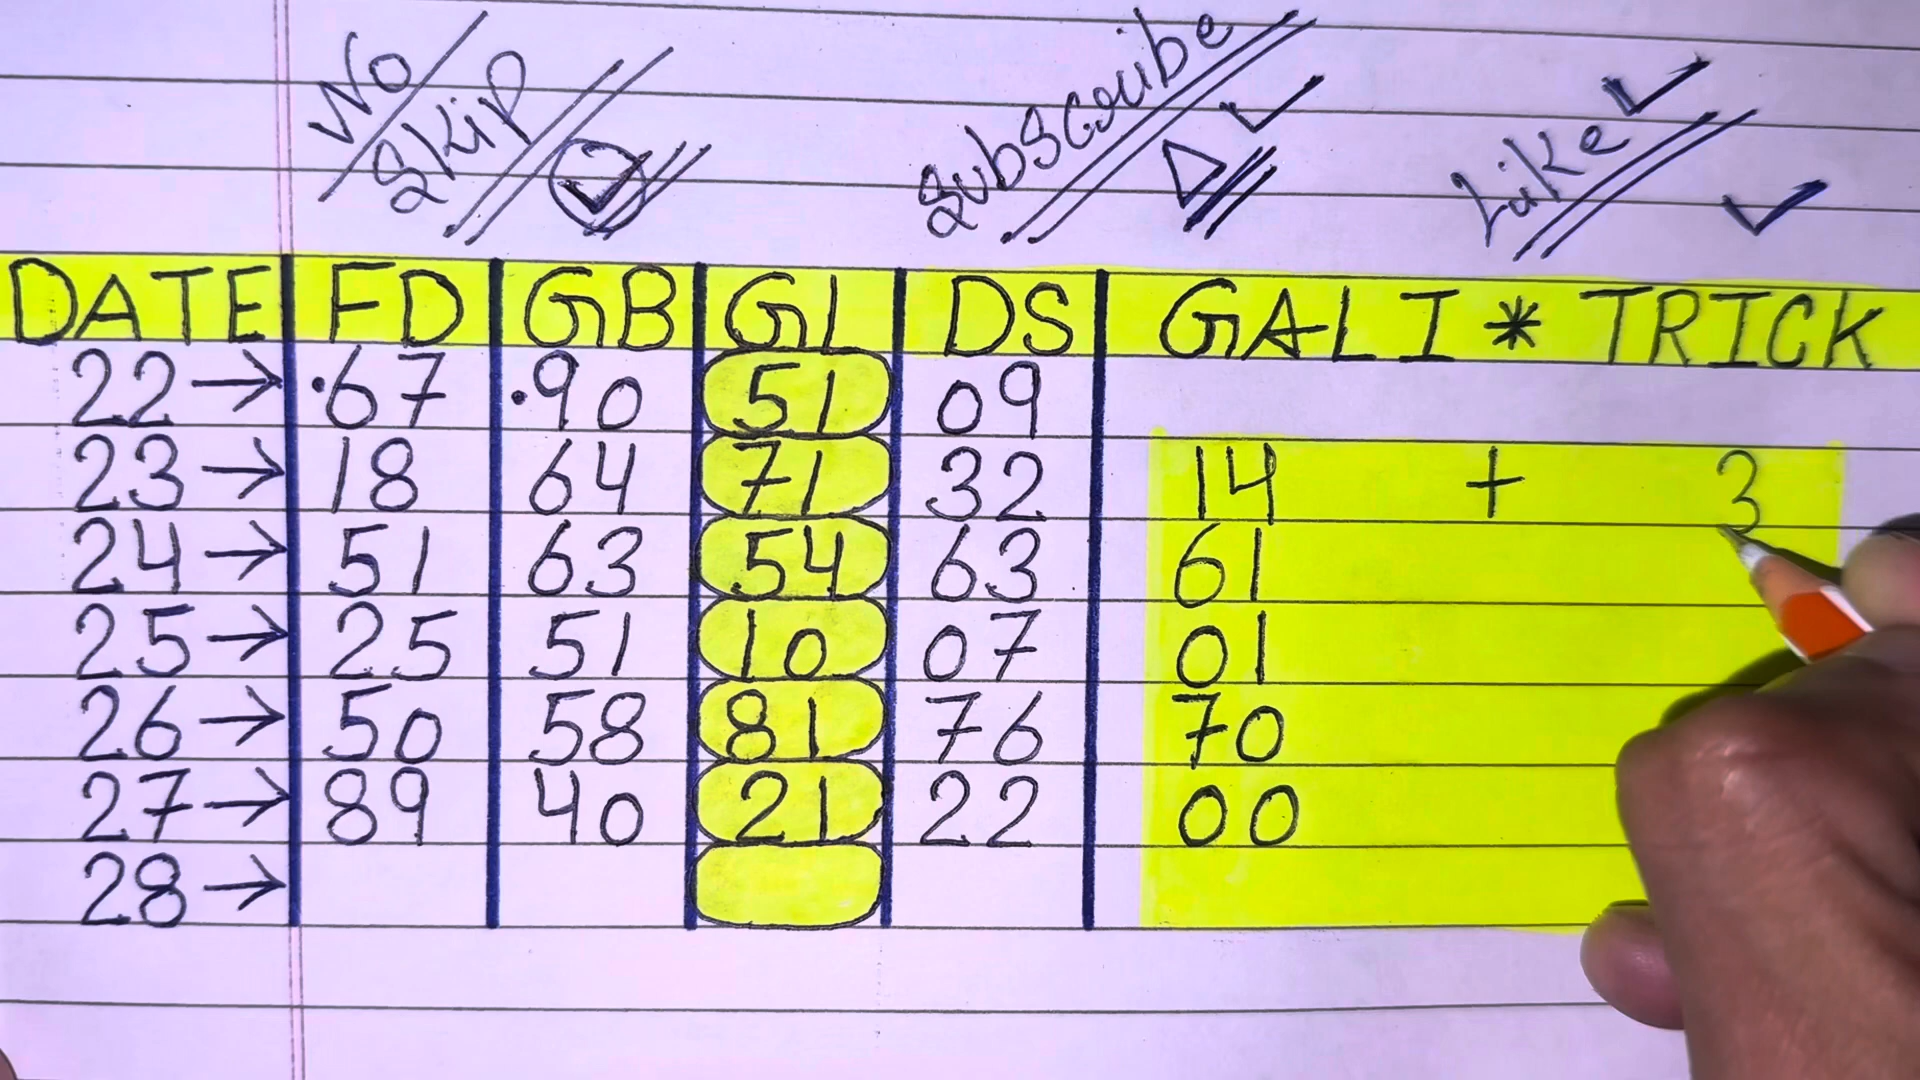 No
Skip
Subscribe
Like
DATE FD GB GL DS GALI * TRICK
22→ .67 .90 51 09
23→ 18 64 71 32 14 + 3
24→ 51 63 54 63 61
25→ 25 51 10 07 01
26→ 50 58 81 76 70
27→ 89 40 21 22 00
28→